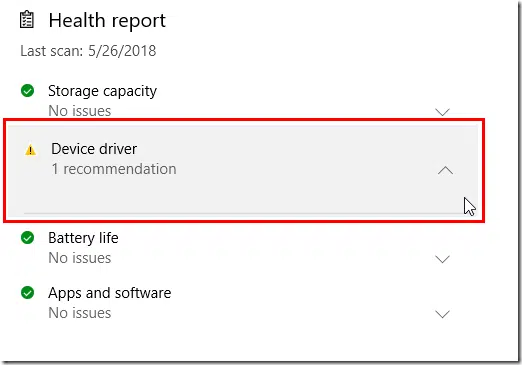 Health report
Last scan: 5/26/2018
Storage capacity
No issues
Device driver
1 recommendation
Battery life
No issues
Apps and software
No issues